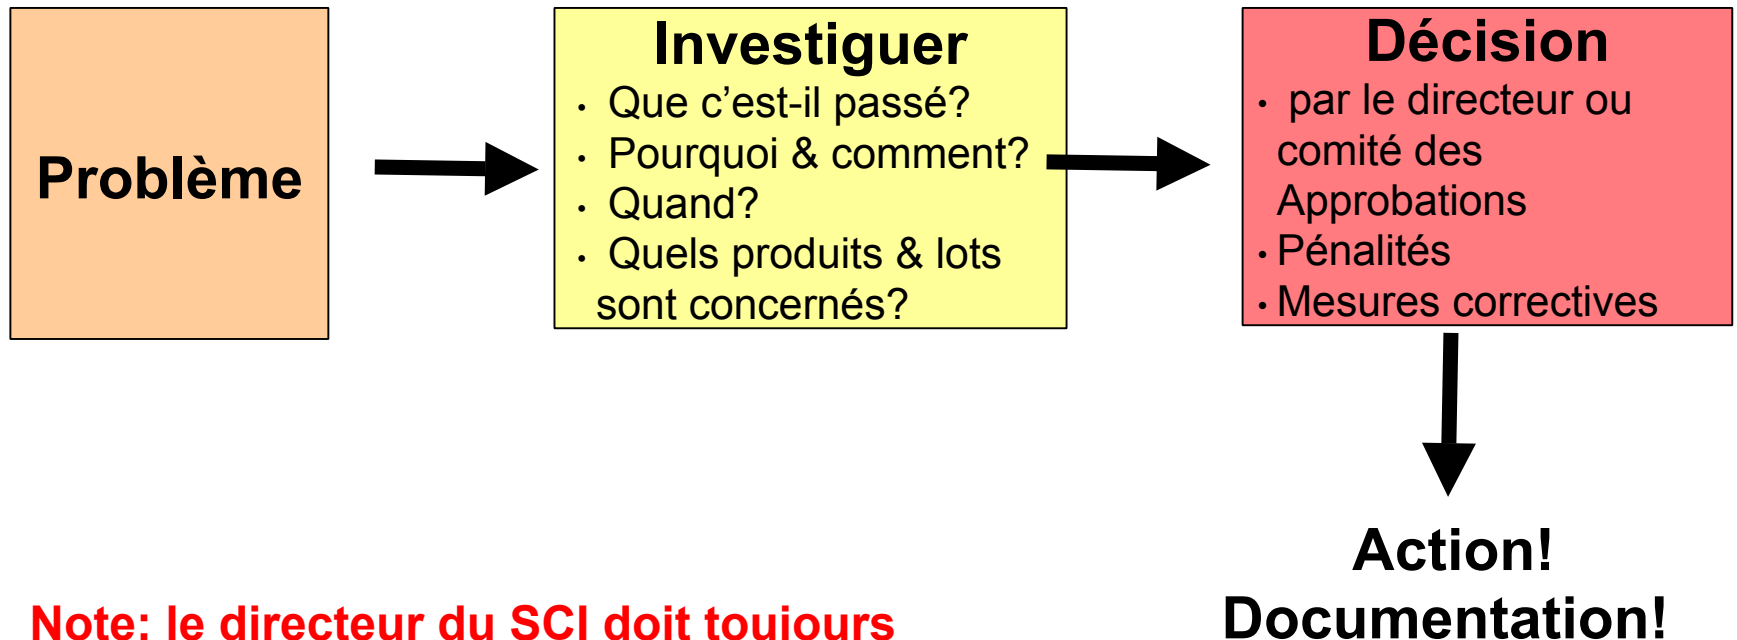 Problème
Investiguer
• Que c’est-il passé?
• Pourquoi & comment?
• Quand?
• Quels produits & lots
sont concernés?
Décision
• par le directeur ou
comité des
Approbations
• Pénalités
• Mesures correctives
Action!
Documentation!
Note: le directeur du SCI doit toujours